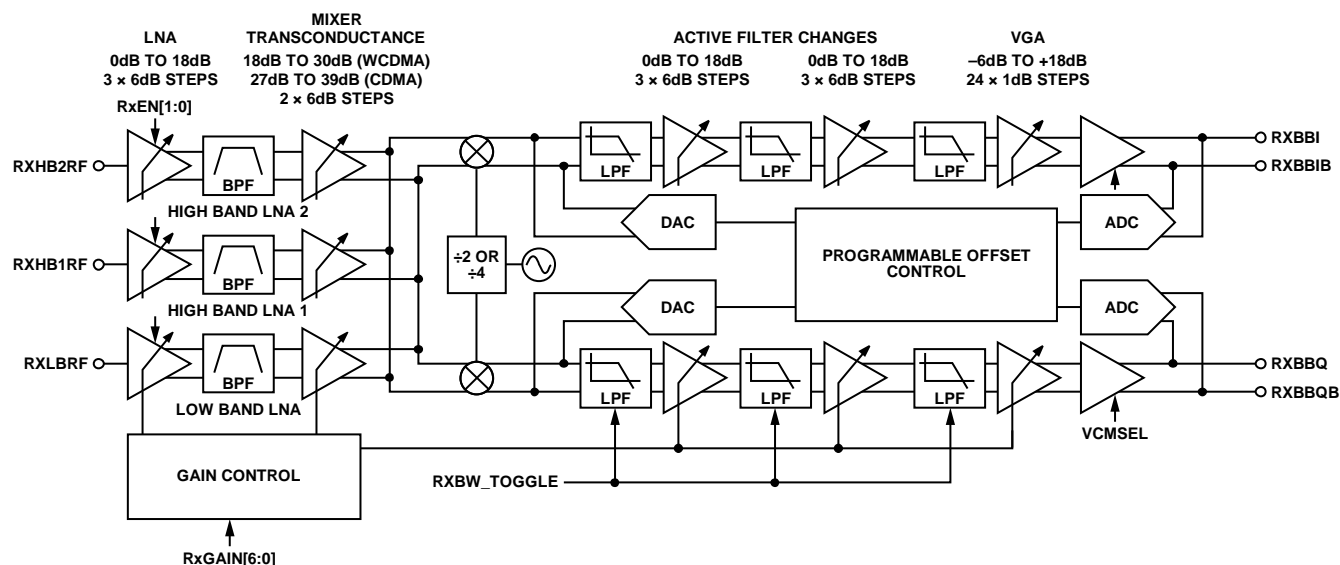 LNA
0dB TO 18dB
3 × 6dB STEPS
RxEN[1:0]
MIXER
TRANSCONDUCTANCE
18dB TO 30dB (WCDMA)
27dB TO 39dB (CDMA)
2 × 6dB STEPS
ACTIVE FILTER CHANGES
0dB TO 18dB
3 × 6dB STEPS
0dB TO 18dB
3 × 6dB STEPS
VGA
–6dB TO +18dB
24 × 1dB STEPS
RXHB2RF
BPF
HIGH BAND LNA 2
LPF
LPF
LPF
RXBBI
RXBBIB
DAC
ADC
RXHB1RF
BPF
HIGH BAND LNA 1
÷2 OR
÷4
PROGRAMMABLE OFFSET
CONTROL
DAC
ADC
RXLBRF
BPF
LOW BAND LNA
LPF
LPF
LPF
RXBBQ
RXBBQB
VCMSEL
GAIN CONTROL
RXBW_TOGGLE
RxGAIN[6:0]